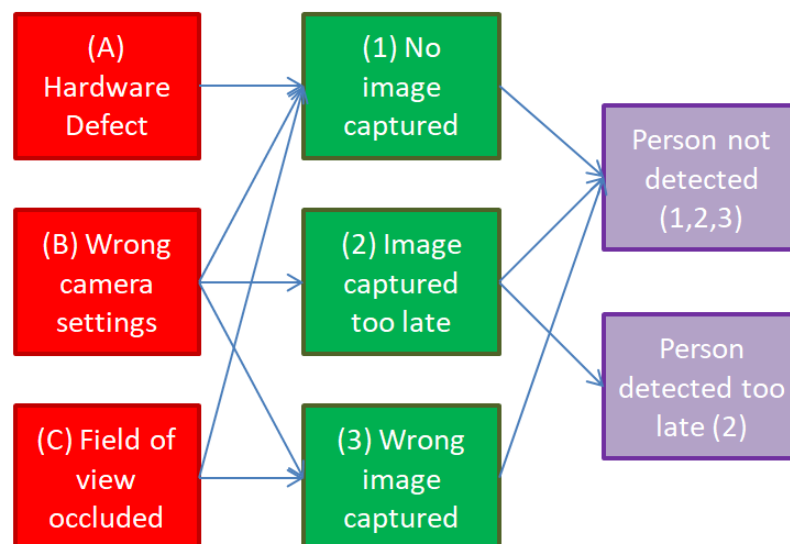 (A)
Hardware
Defect
(1) No
image
captured
Person not
detected
(1,2,3)
(B) Wrong
camera
settings
(2) Image
captured
too late
Person
detected too
late (2)
(C) Field of
view
occluded
(3) Wrong
image
captured